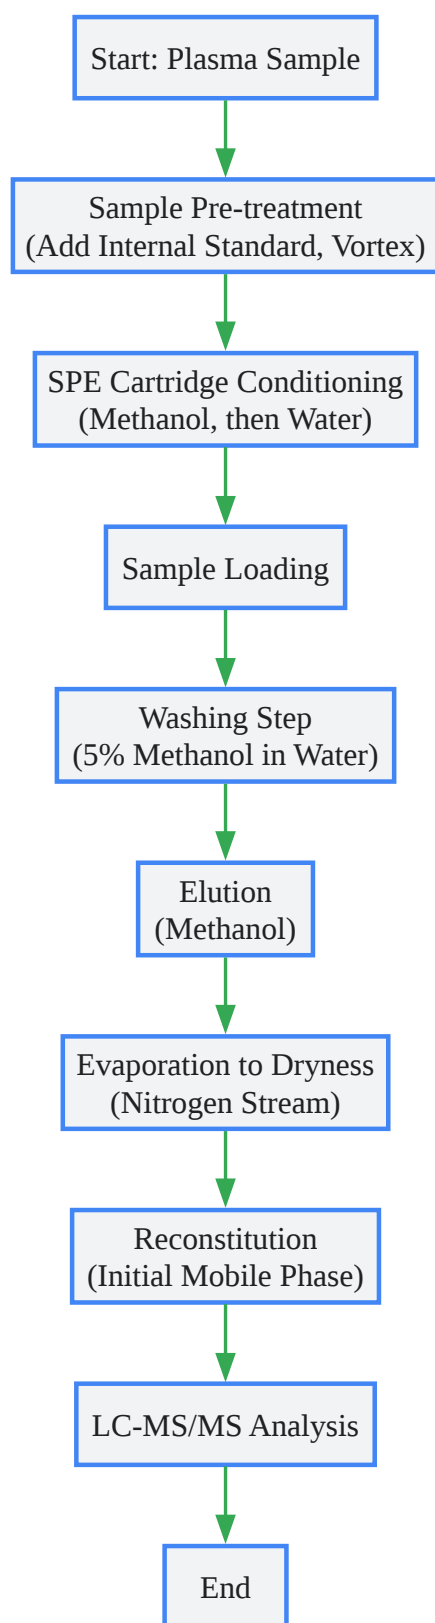 Start: Plasma Sample
Sample Pre-treatment
(Add Internal Standard, Vortex)
SPE Cartridge Conditioning
(Methanol, then Water)
Sample Loading
Washing Step
(5% Methanol in Water)
Elution
(Methanol)
Evaporation to Dryness
(Nitrogen Stream)
Reconstitution
(Initial Mobile Phase)
LC-MS/MS Analysis
End